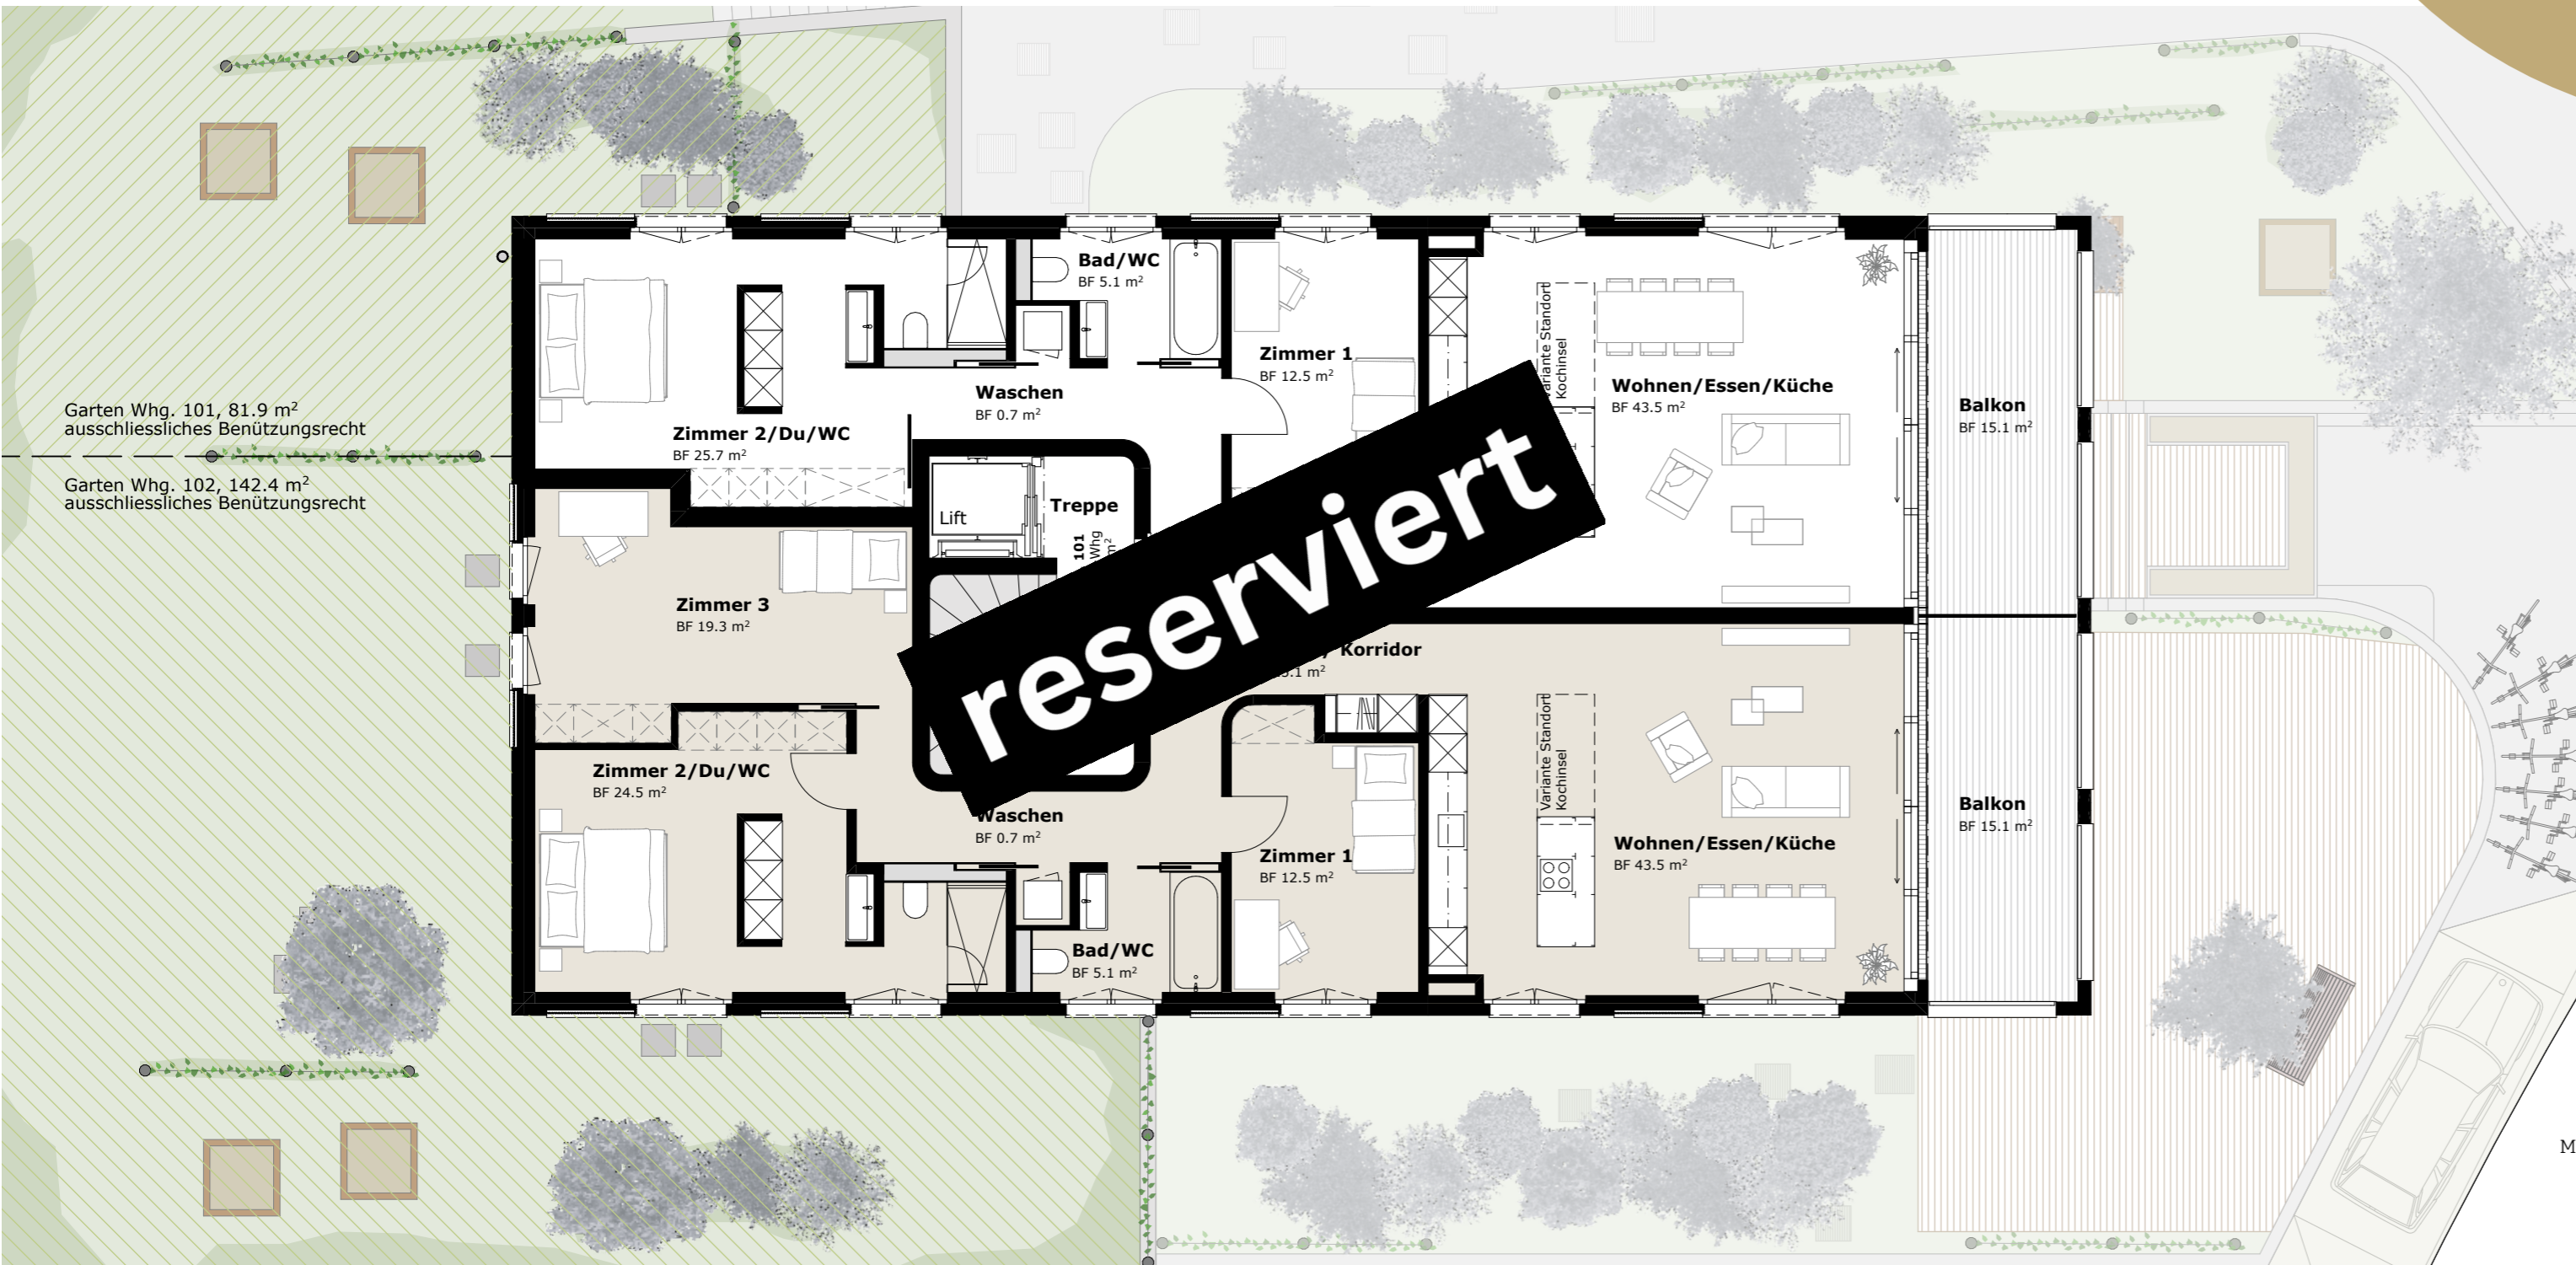 Bad/WC
BF 5.1 m²
Zimmer 1
BF 12.5 m²
Variante Standort
Kochinsel
Wohnen/Essen/Küche
BF 43.5 m²
Balkon
BF 15.1 m²
Waschen
BF 0.7 m²
Zimmer 2/Du/WC
BF 25.7 m²
Garten Whg. 101, 81.9 m²
ausschliessliches Benützungsrecht
Garten Whg. 102, 142.4 m²
ausschliessliches Benützungsrecht
Lift
Treppe
101
Whg
m²
reserviert
Zimmer 3
BF 19.3 m²
Korridor
m²
Variante Standort
Kochinsel
Zimmer 2/Du/WC
BF 24.5 m²
Waschen
BF 0.7 m²
Zimmer 1
BF 12.5 m²
Wohnen/Essen/Küche
BF 43.5 m²
Balkon
BF 15.1 m²
Bad/WC
BF 5.1 m²
M